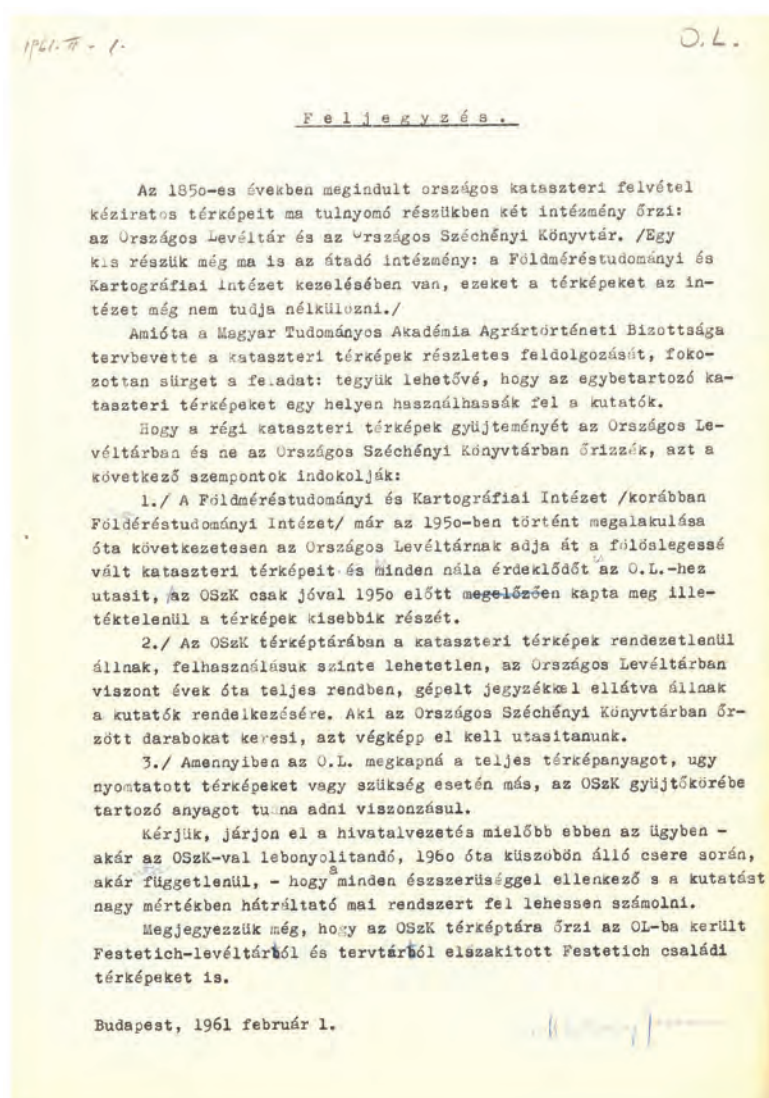 1961. II - 1.
O.L.
Feljegyzés.
Az 185o-es években megindult országos kataszteri felvétel
kéziratos térképeit ma tulnyomó részükben két intézmény őrzi:
az Országos Levéltár és az Országos Széchényi Könyvtár. /Egy
kis részük még ma is az átadó intézmény: a Földméréstudományi és
Kartográfiai Intézet kezelésében van, ezeket a térképeket az in-
tézet még nem tudja nélkülözni./
Amióta a Magyar Tudományos Akadémia Agrártörténeti Bizottsága
tervbevette a kataszteri térképek részletes feldolgozását, foko-
zottan sürget a feladat: tegyük lehetővé, hogy az egybetartozó ka-
taszteri térképeket egy helyen használhassák fel a kutatók.
Hogy a régi kataszteri térképek gyüjteményét az Országos Le-
véltárban és ne az Országos Széchényi Könyvtárban őrizzék, azt a
következő szempontok indokolják:
1./ A Földméréstudományi és Kartográfiai Intézet /korábban
Földéréstudományi Intézet/ már az 195o-ben történt megalakulása
óta következetesen az Országos Levéltárnak adja át a fölöslegessé
vált kataszteri térképeit és minden nála érdeklődőt az O.L.-hez
utasit, az OSzK csak jóval 195o előtt megelőzően kapta meg ille-
téktelenül a térképek kisebbik részét.
2./ Az OSzK térképtárában a kataszteri térképek rendezetlenül
állnak, felhasználásuk szinte lehetetlen, az Országos Levéltárban
viszont évek óta teljes rendben, gépelt jegyzékkel ellátva állnak
a kutatók rendelkezésére. Aki az Országos Széchényi Könyvtárban őr-
zött darabokat keresi, azt végképp el kell utasitanunk.
3./ Amennyiben az O.L. megkapná a teljes térképanyagot, ugy
nyomtatott térképeket vagy szükség esetén más, az OSzK gyüjtőkörébe
tartozó anyagot tudna adni viszonzásul.
Kérjük, járjon el a hivatalvezetés mielőbb ebben az ügyben -
akár az OSzK-val lebonyolitandó, 196o óta küszöbön álló csere során,
akár függetlenül, - hogy a minden észszerüséggel ellenkező s a kutatást
nagy mértékben hátráltató mai rendszert fel lehessen számolni.
Megjegyezzük még, hogy az OSzK térképtára őrzi az OL-ba került
Festetich-levéltárból és tervtárból elszakitott Festetich családi
térképeket is.
Budapest, 1961 február 1.